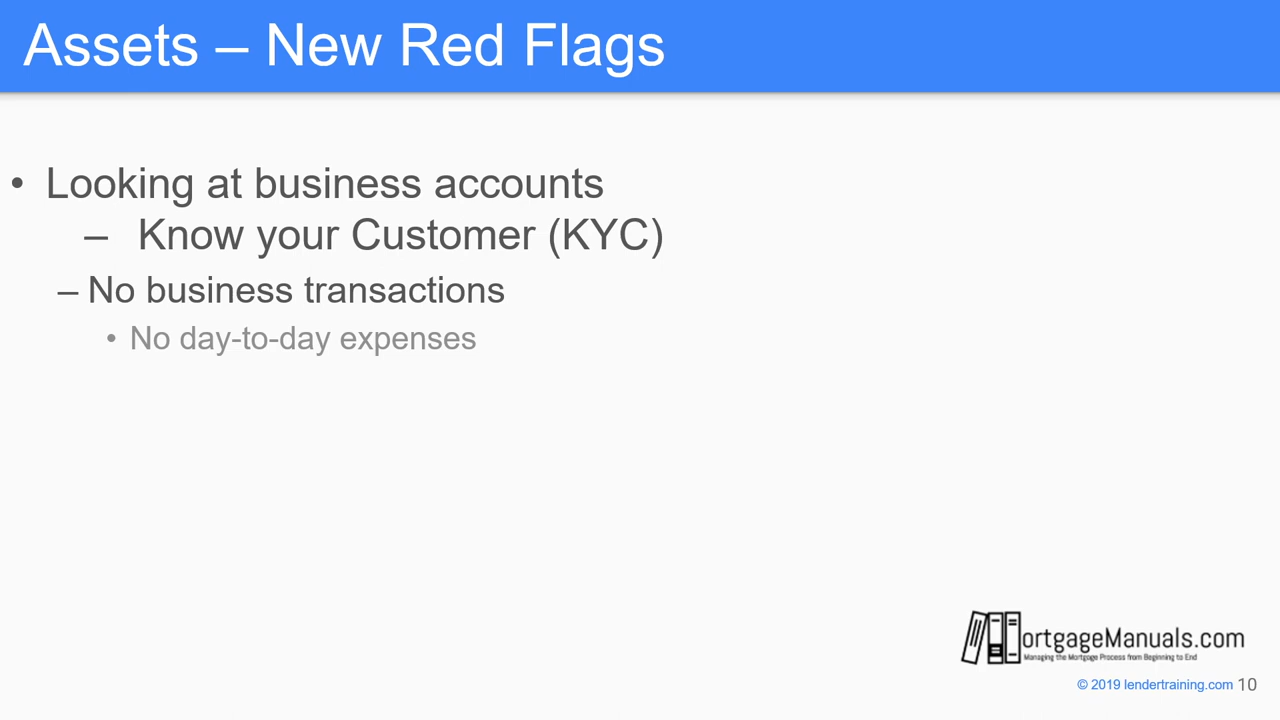 Assets – New Red Flags
• Looking at business accounts
– Know your Customer (KYC)
– No business transactions
• No day-to-day expenses
ortgageManuals.com
Managing the Mortgage Process from Beginning to End
© 2019 lendertraining.com 10